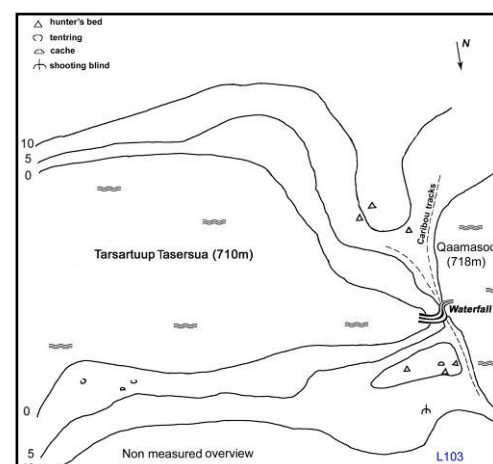 hunter's bed
tentring
cache
shooting blind
N
10
5
0
Caribou tracks
Tarsartuup Tasersua (710m)
Qaamasoq
(718m)
Waterfall
0
5
Non measured overview
L103